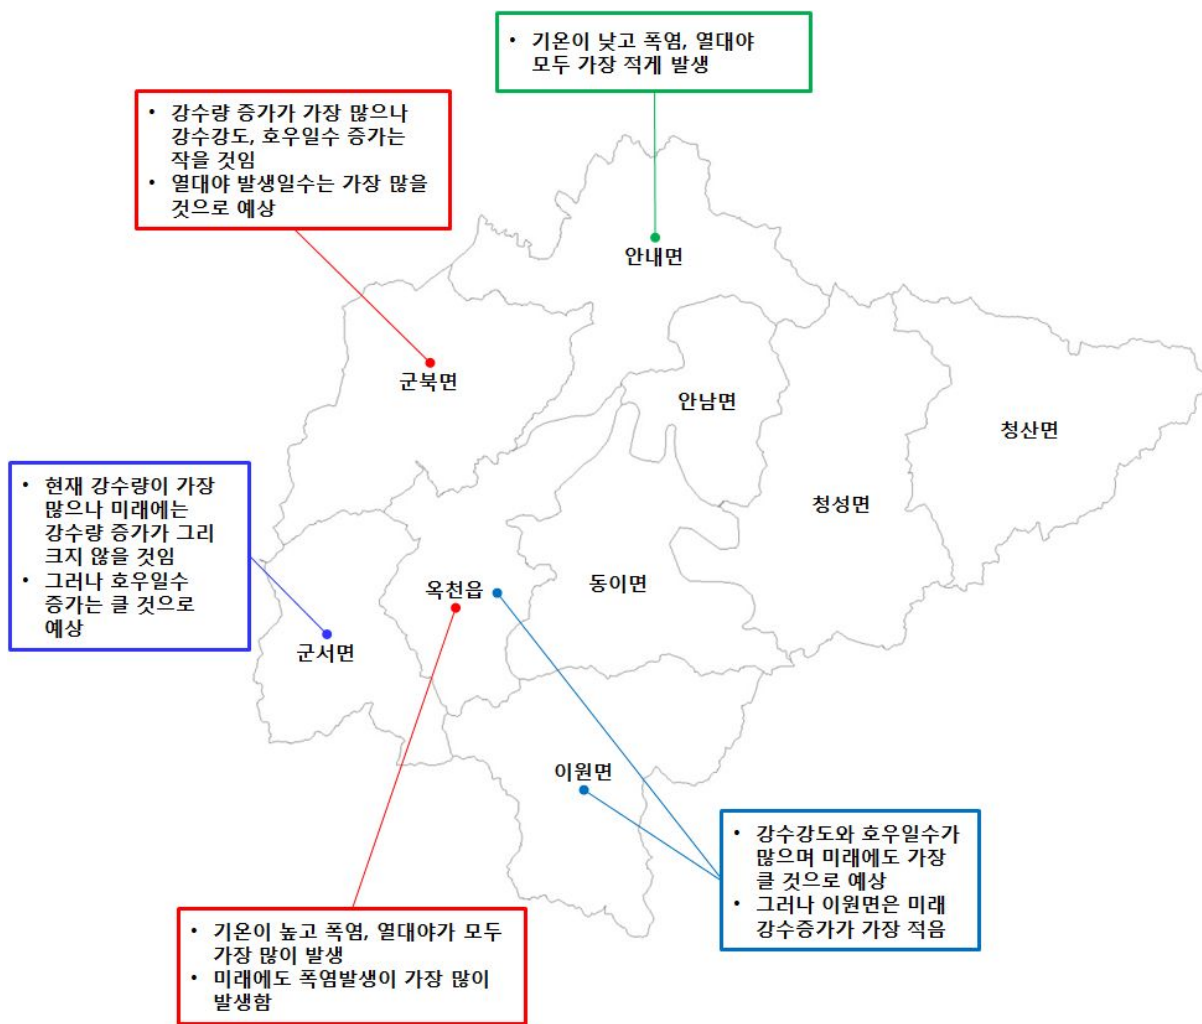 • 기온이 낮고 폭염, 열대야
모두 가장 적게 발생
• 강수량 증가가 가장 많으나
강수강도, 호우일수 증가는
작을 것임
• 열대야 발생일수는 가장 많을
것으로 예상
안내면
군북면
안남면
청산면
• 현재 강수량이 가장
많으나 미래에는
강수량 증가가 그리
크지 않을 것임
• 그러나 호우일수
증가는 클 것으로
예상
청성면
동이면
옥천읍
군서면
이원면
• 강수강도와 호우일수가
많으며 미래에도 가장
클 것으로 예상
• 그러나 이원면은 미래
강수증가가 가장 적음
• 기온이 높고 폭염, 열대야가 모두
가장 많이 발생
• 미래에도 폭염발생이 가장 많이
발생함